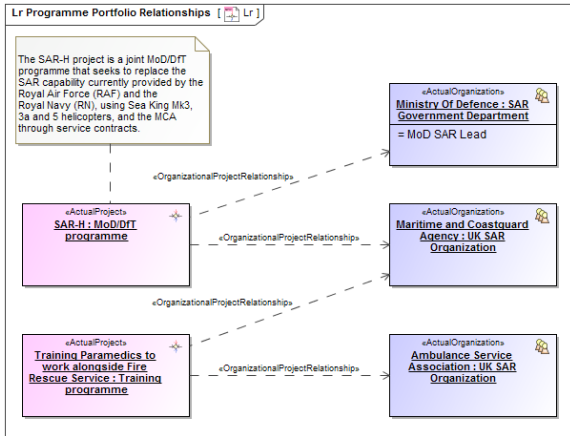 Lr Programme Portfolio Relationships [ Lr ]
The SAR-H project is a joint MoD/DfT
programme that seeks to replace the
SAR capability currently provided by the
Royal Air Force (RAF) and the
Royal Navy (RN), using Sea King Mk3,
3a and 5 helicopters, and the MCA
through service contracts.
«ActualOrganization»
Ministry Of Defence : SAR
Government Department
= MoD SAR Lead
«OrganizationalProjectRelationship»
«ActualProject»
SAR-H : MoD/DfT
programme
«OrganizationalProjectRelationship»
«ActualOrganization»
Maritime and Coastguard
Agency : UK SAR
Organization
«OrganizationalProjectRelationship»
«ActualProject»
Training Paramedics to
work alongside Fire
Rescue Service : Training
programme
«OrganizationalProjectRelationship»
«ActualOrganization»
Ambulance Service
Association : UK SAR
Organization